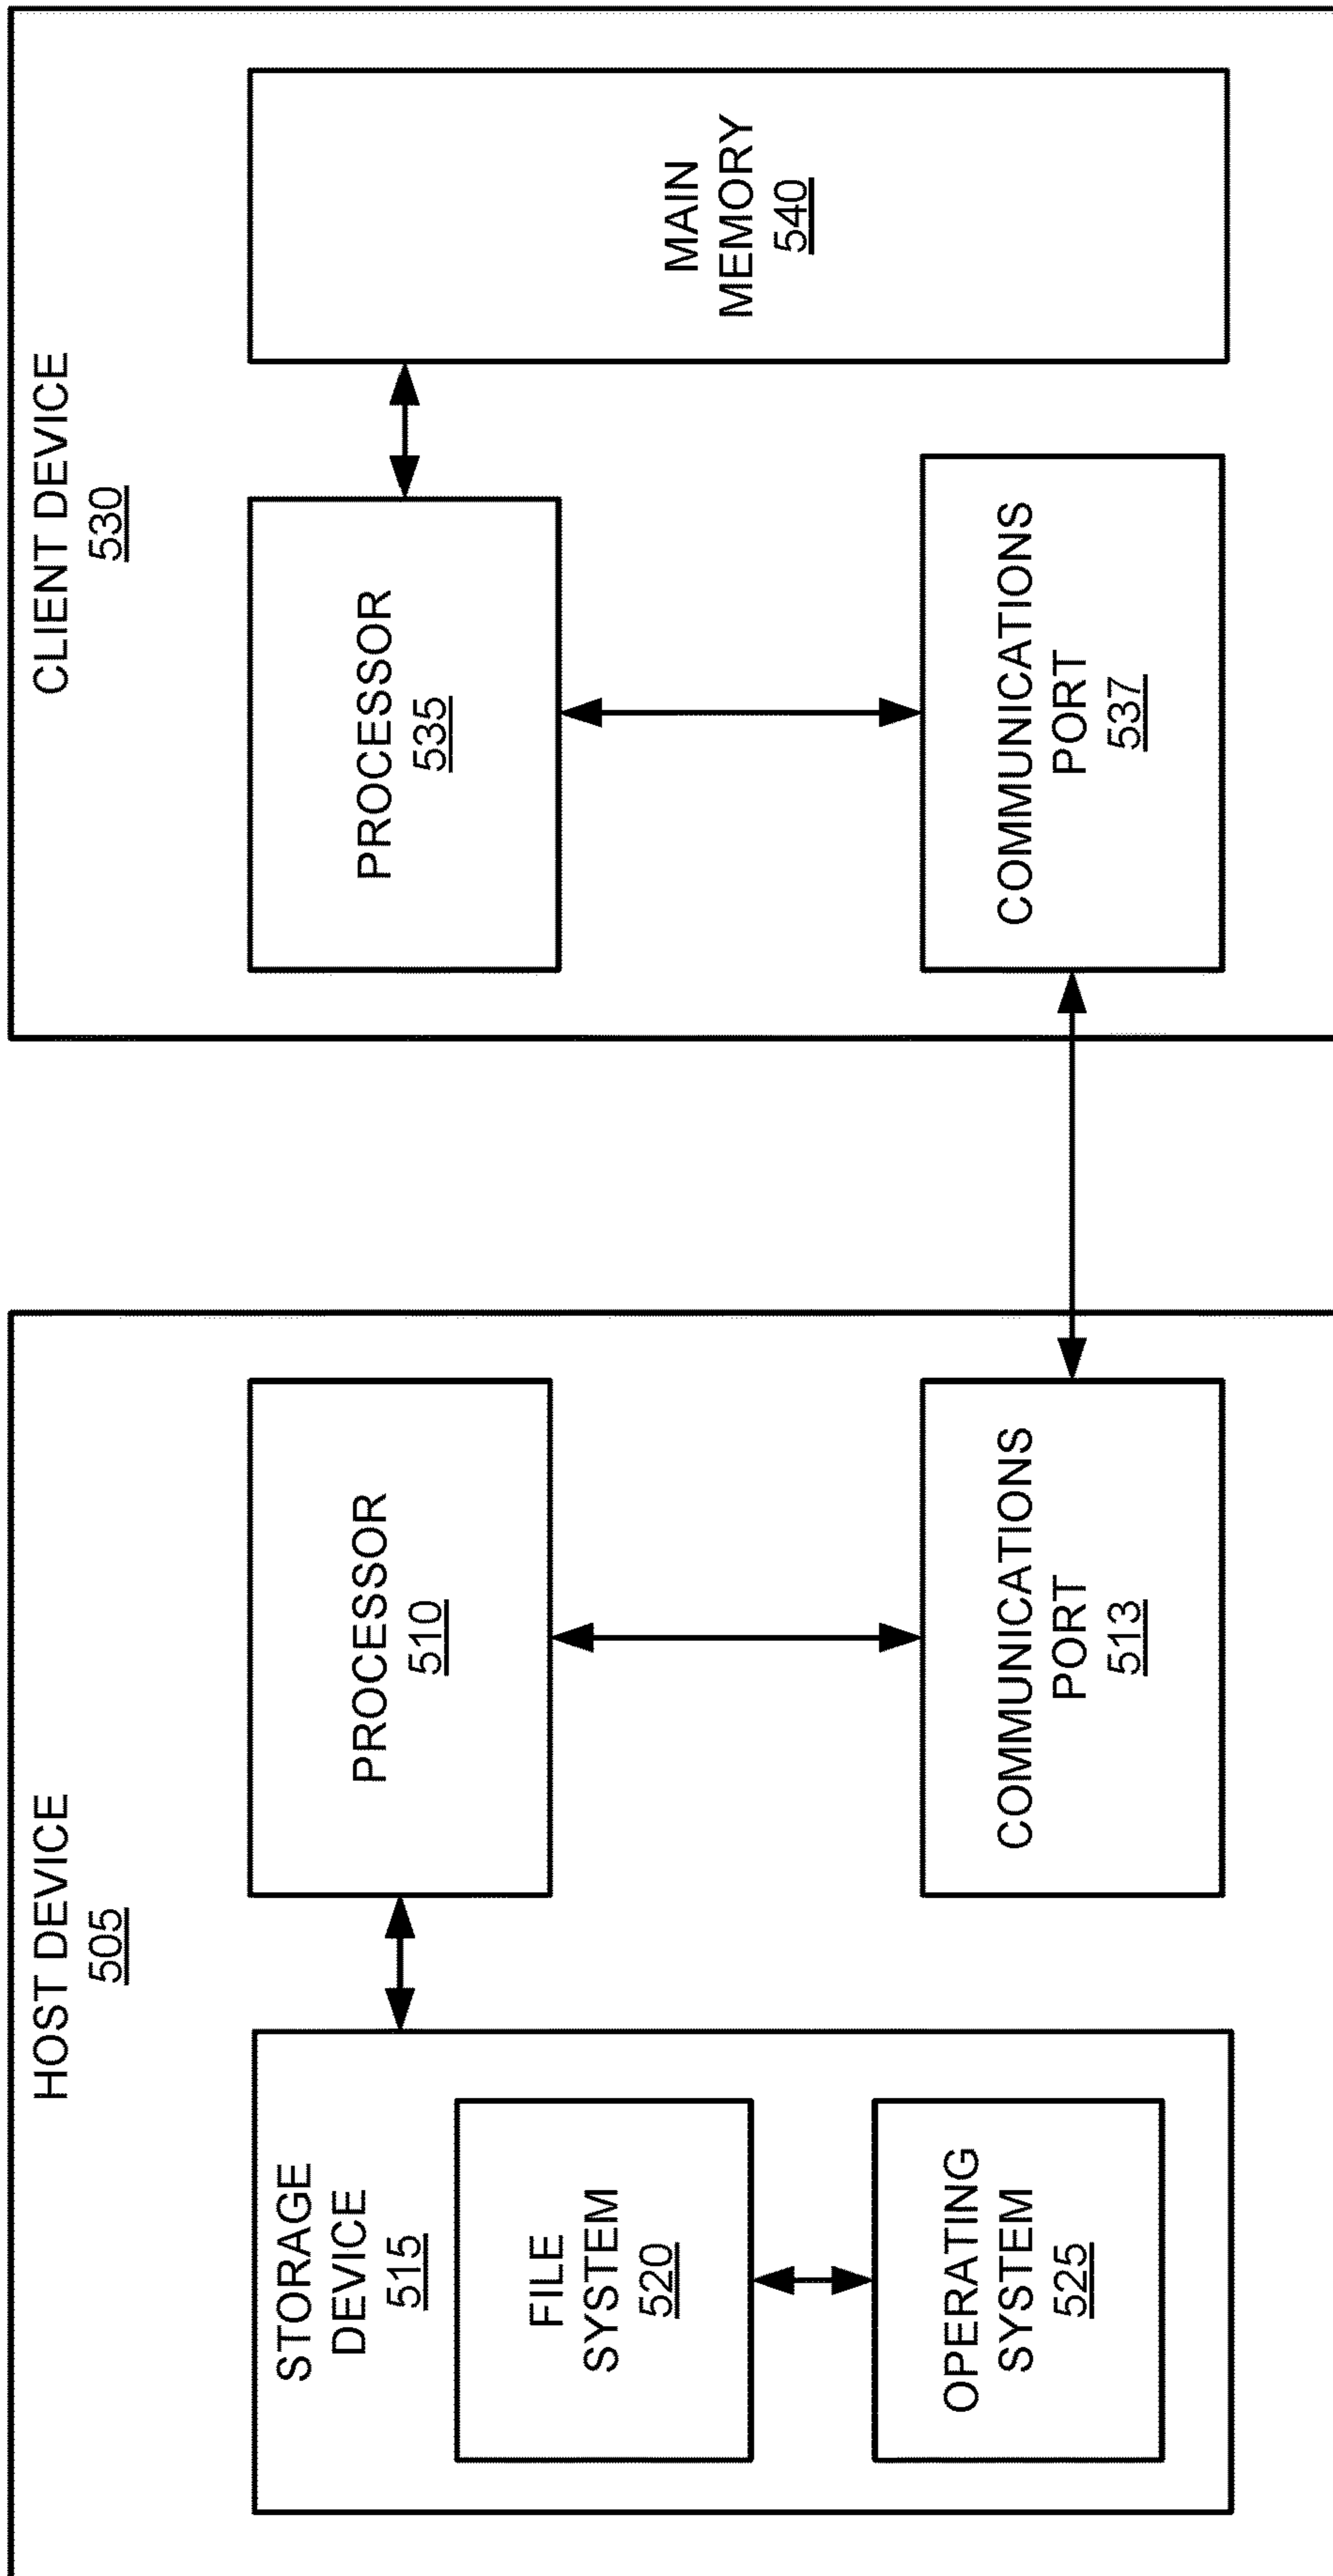 HOST DEVICE
505
STORAGE
DEVICE
515
FILE
SYSTEM
520
OPERATING
SYSTEM
525
PROCESSOR
510
COMMUNICATIONS
PORT
513
CLIENT DEVICE
530
PROCESSOR
535
COMMUNICATIONS
PORT
537
MAIN
MEMORY
540